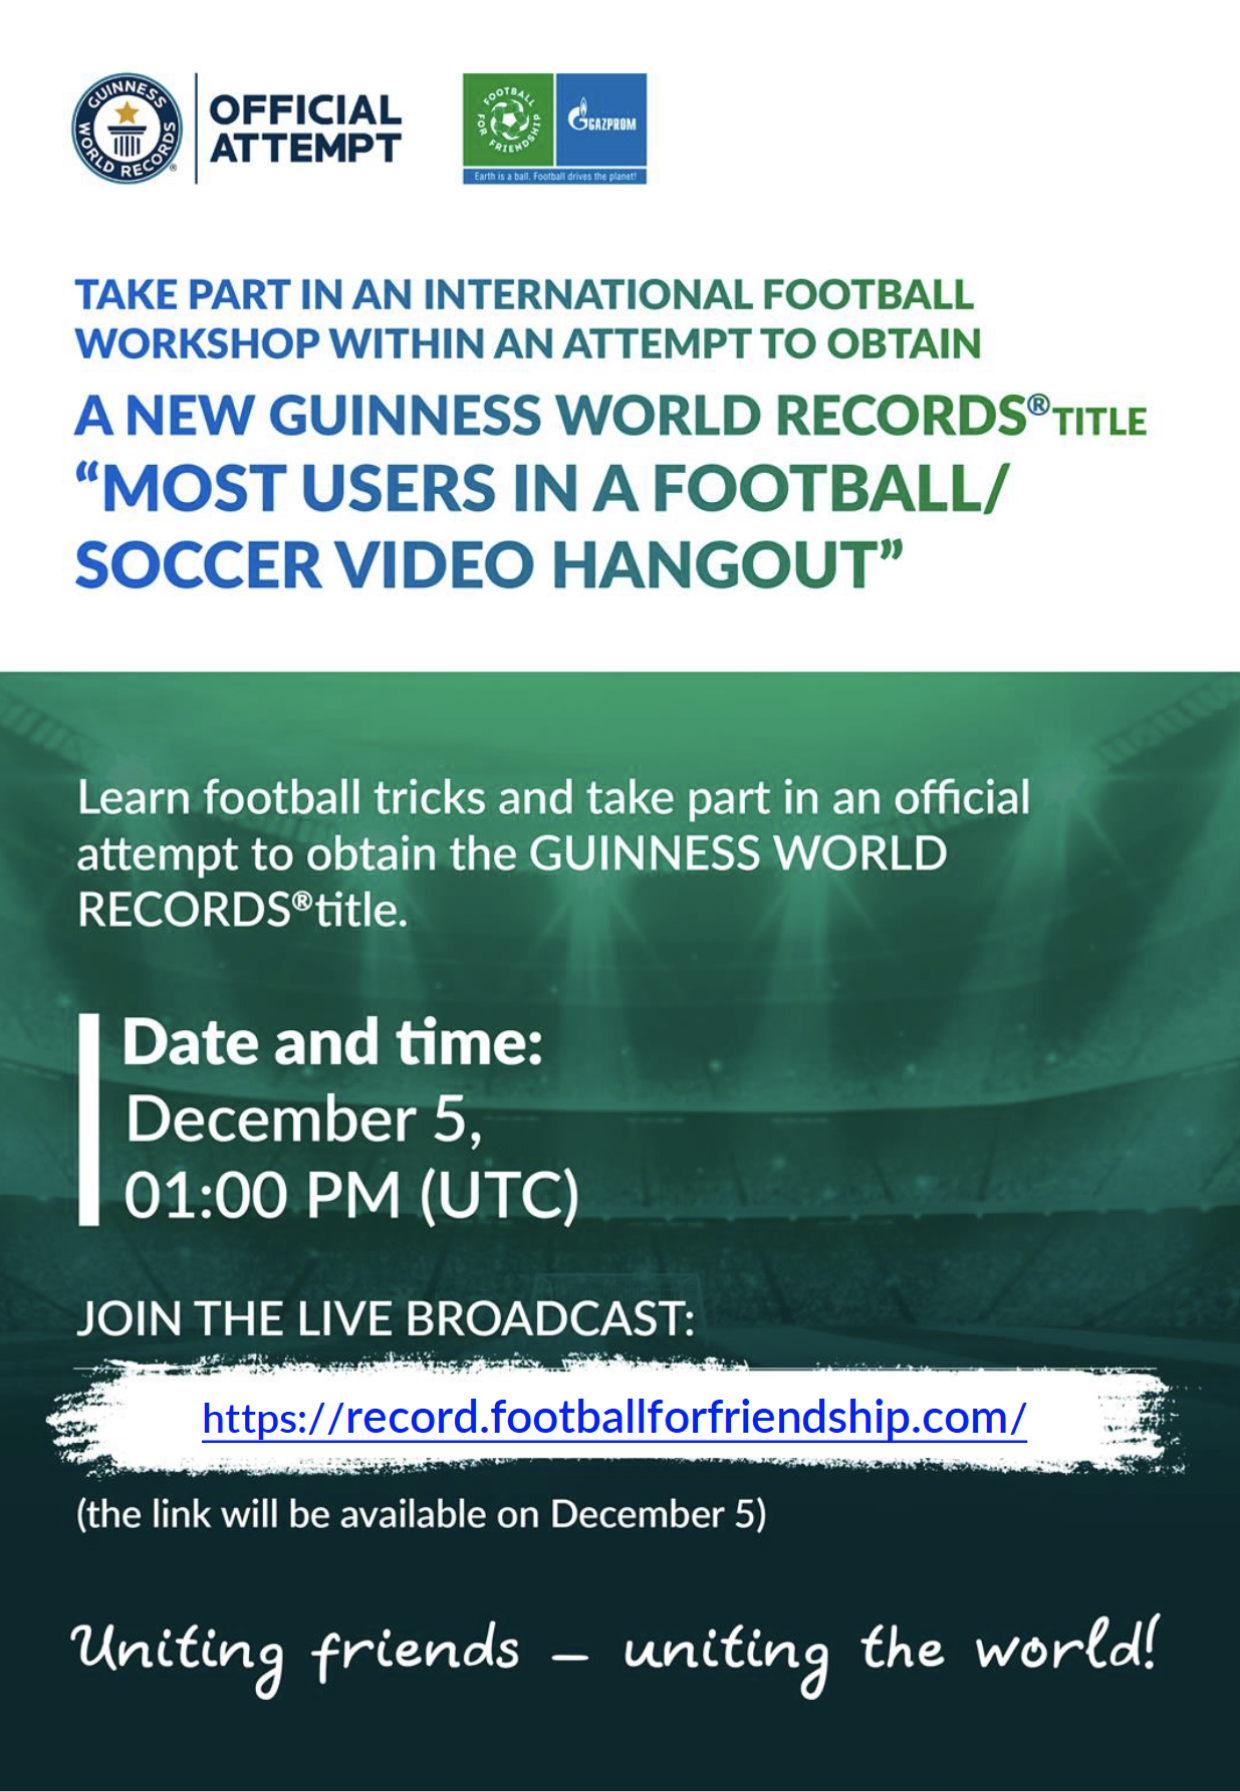 GUINNESS WORLD RECORDS ®
OFFICIAL
ATTEMPT
FOOTBALL FOR FRIENDSHIP
GAZPROM
Earth is a ball. Football drives the planet!
TAKE PART IN AN INTERNATIONAL FOOTBALL
WORKSHOP WITHIN AN ATTEMPT TO OBTAIN
A NEW GUINNESS WORLD RECORDS® TITLE
“MOST USERS IN A FOOTBALL/
SOCCER VIDEO HANGOUT”
Learn football tricks and take part in an official
attempt to obtain the GUINNESS WORLD
RECORDS® title.
Date and time:
December 5,
01:00 PM (UTC)
JOIN THE LIVE BROADCAST:
https://record.footballforfriendship.com/
(the link will be available on December 5)
Uniting friends – uniting the world!